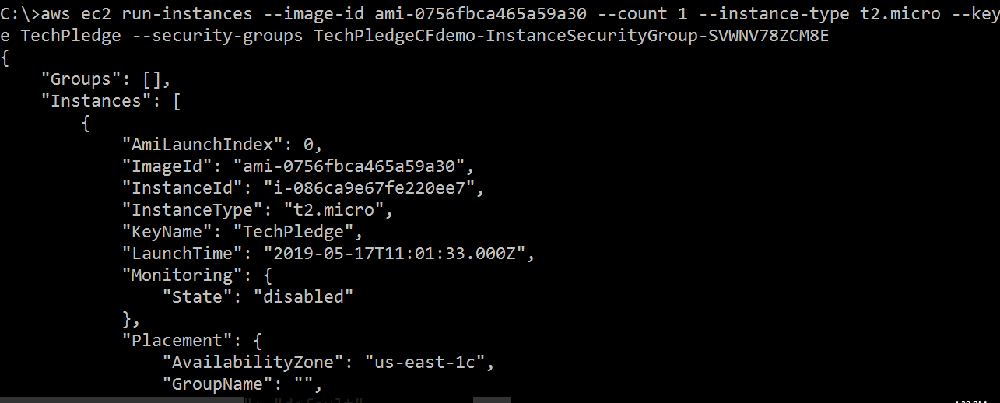 C:\>aws ec2 run-instances --image-id ami-0756fbca465a59a30 --count 1 --instance-type t2.micro --key
e TechPledge --security-groups TechPledgeCFdemo-InstanceSecurityGroup-SVWNV78ZCM8E
{
    "Groups": [],
    "Instances": [
        {
            "AmiLaunchIndex": 0,
            "ImageId": "ami-0756fbca465a59a30",
            "InstanceId": "i-086ca9e67fe220ee7",
            "InstanceType": "t2.micro",
            "KeyName": "TechPledge",
            "LaunchTime": "2019-05-17T11:01:33.000Z",
            "Monitoring": {
                "State": "disabled"
            },
            "Placement": {
                "AvailabilityZone": "us-east-1c",
                "GroupName": "",